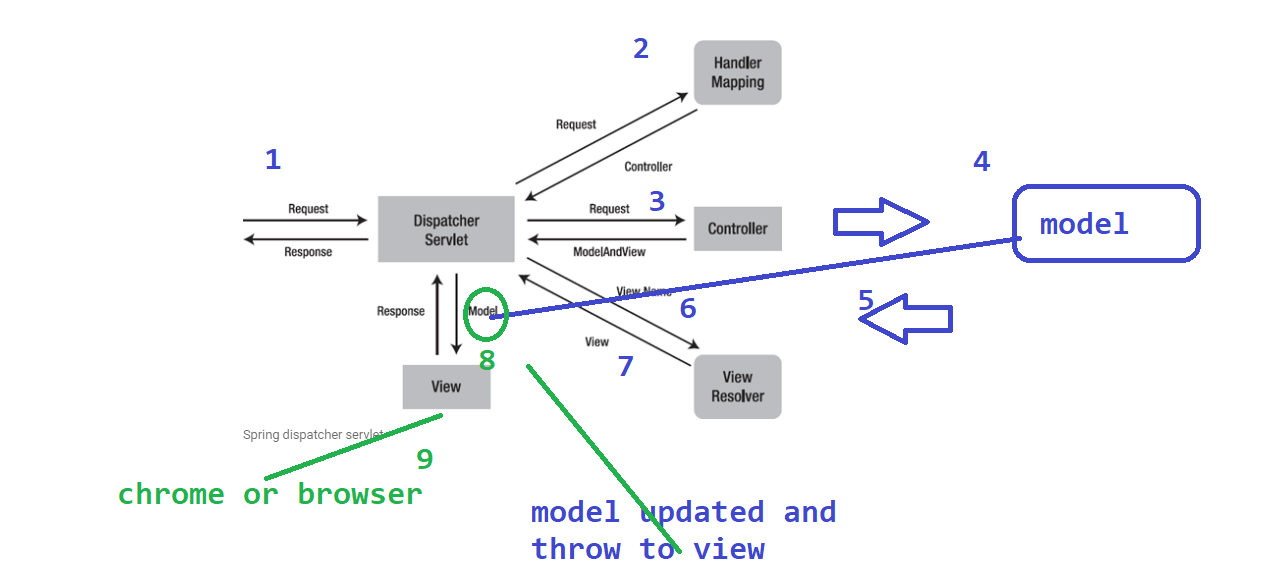 2
Handler
Mapping
Request
1
Controller
4
3
Request
Request
Dispatcher
Servlet
Controller
model
Response
ModelAndView
View Name
5
6
Response
Model
View
7
8
View
View
Resolver
Spring dispatcher servlet
9
chrome or browser
model updated and
throw to view